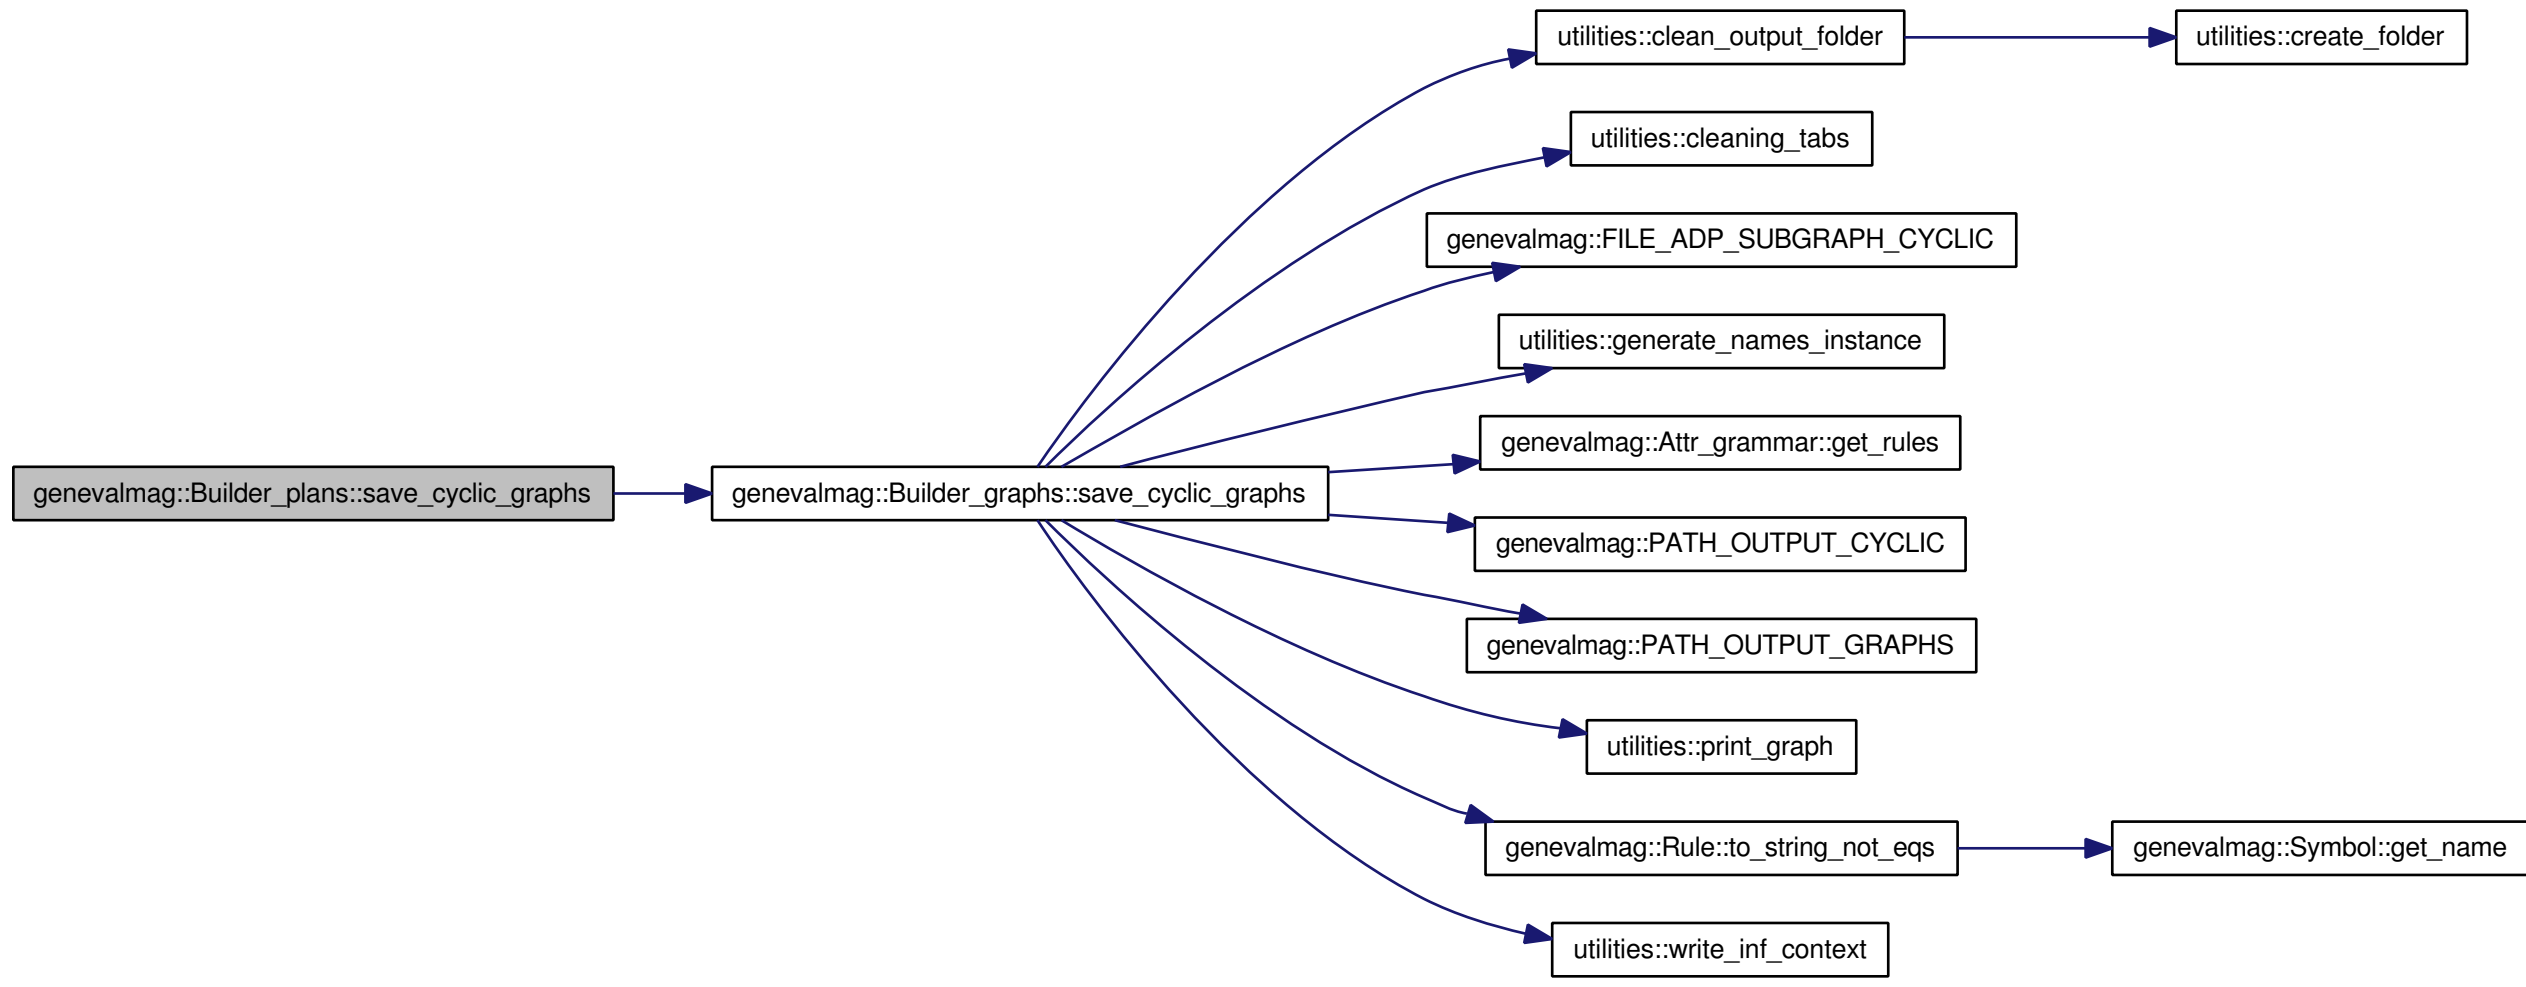 utilities::clean_output_folder
utilities::create_folder
utilities::cleaning_tabs
genevalmag::FILE_ADP_SUBGRAPH_CYCLIC
utilities::generate_names_instance
genevalmag::Attr_grammar::get_rules
genevalmag::Builder_plans::save_cyclic_graphs
genevalmag::Builder_graphs::save_cyclic_graphs
genevalmag::PATH_OUTPUT_CYCLIC
genevalmag::PATH_OUTPUT_GRAPHS
utilities::print_graph
genevalmag::Rule::to_string_not_eqs
genevalmag::Symbol::get_name
utilities::write_inf_context